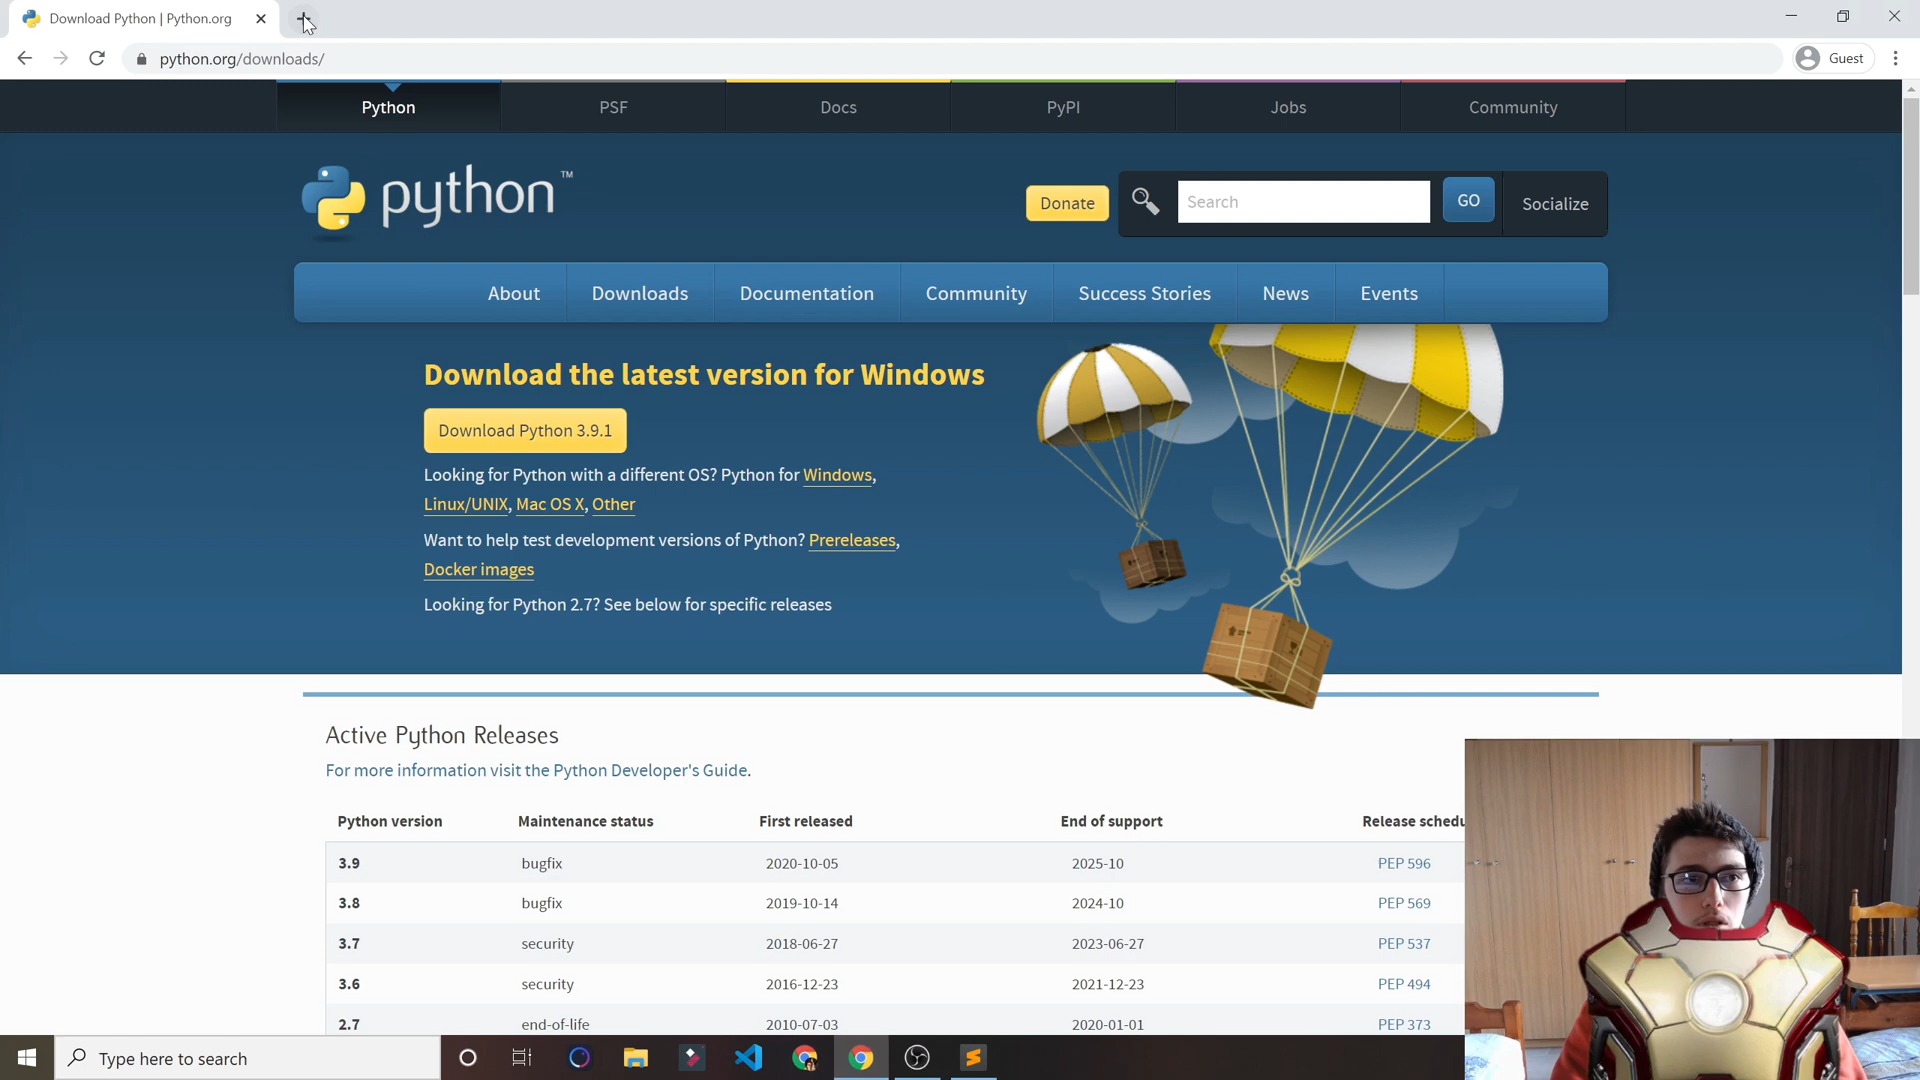 Download Python | Python.org
python.org/downloads/
Guest
Python
PSF
Docs
PyPI
Jobs
Community
python™
Donate
Search
GO
Socialize
About
Downloads
Documentation
Community
Success Stories
News
Events
Download the latest version for Windows
Download Python 3.9.1
Looking for Python with a different OS? Python for Windows,
Linux/UNIX, Mac OS X, Other
Want to help test development versions of Python? Prereleases,
Docker images
Looking for Python 2.7? See below for specific releases
Active Python Releases
For more information visit the Python Developer's Guide.
Python version Maintenance status First released End of support Release schedu
3.9 bugfix 2020-10-05 2025-10 PEP 596
3.8 bugfix 2019-10-14 2024-10 PEP 569
3.7 security 2018-06-27 2023-06-27 PEP 537
3.6 security 2016-12-23 2021-12-23 PEP 494
2.7 end-of-life 2010-07-03 2020-01-01 PEP 373
Type here to search